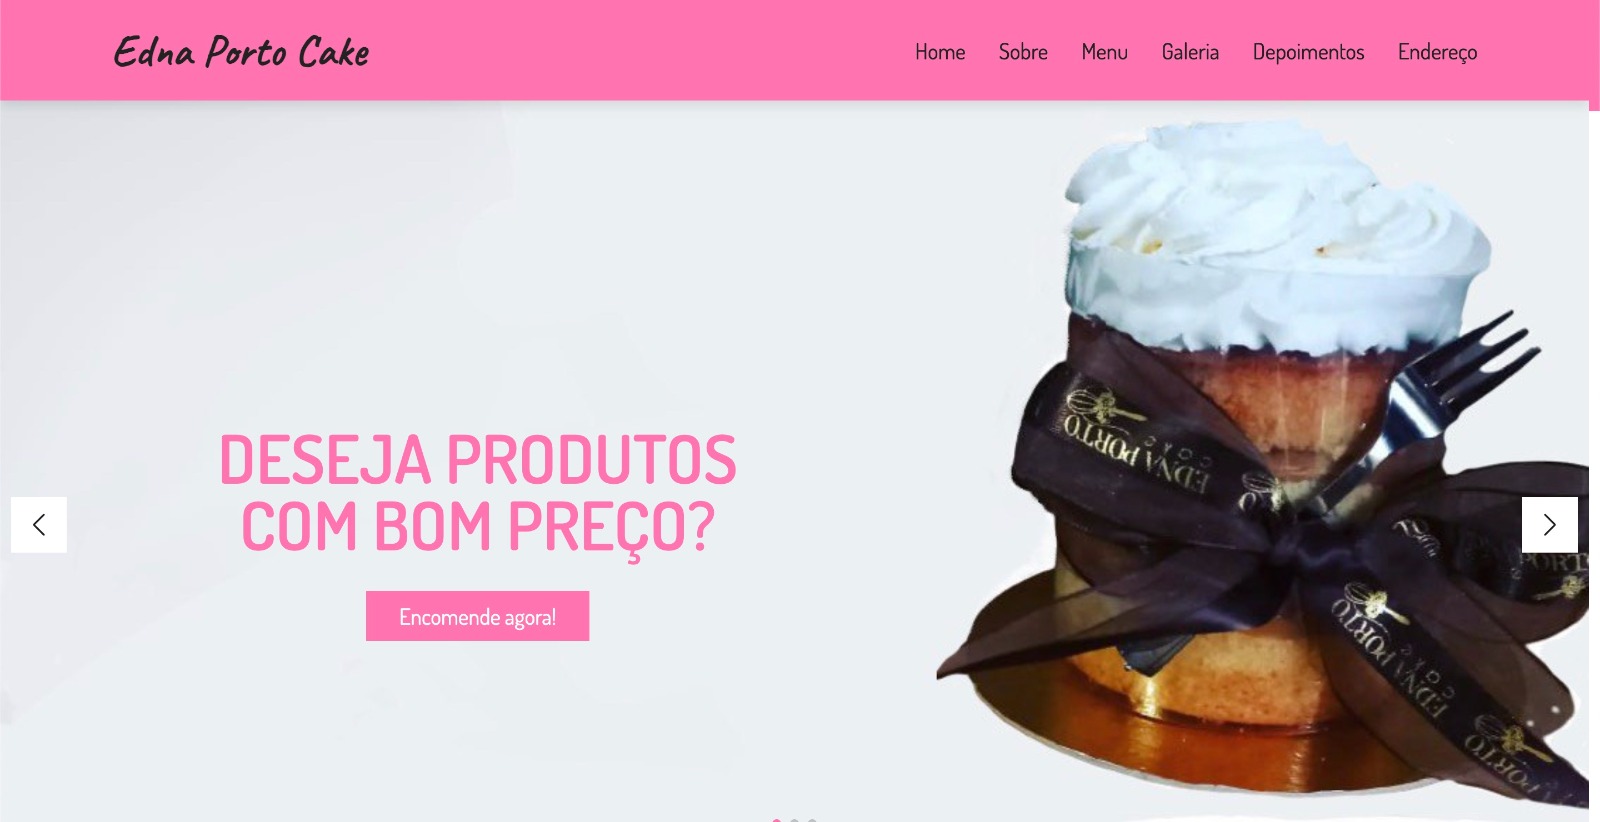 Edna Porto Cake
Home Sobre Menu Galeria Depoimentos Endereço
DESEJA PRODUTOS
COM BOM PREÇO?
Encomende agora!
EDNA PORTO
CAKE
EDNA PORTO
CAKE
PORTO
PORTO